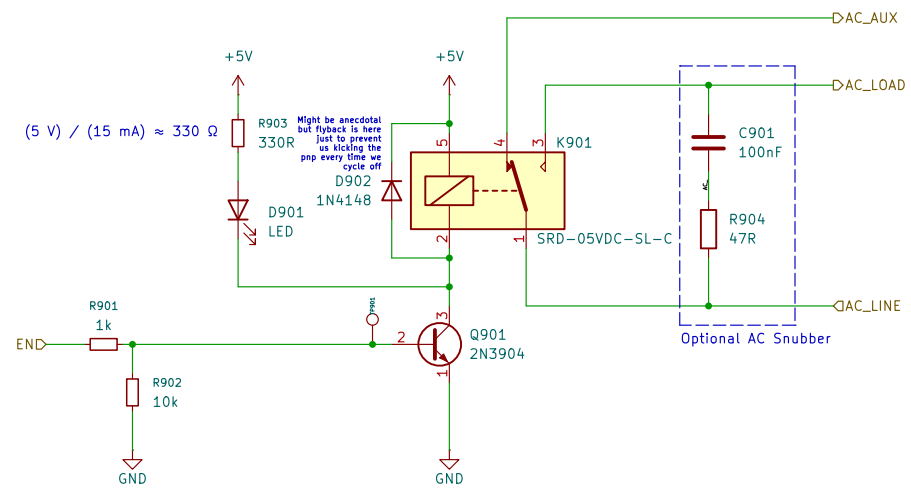 AC_AUX
+5V
+5V
AC_LOAD
(5 V) / (15 mA) ≈ 330 Ω
R903
330R
Might be anecdotal
but flyback is here
just to prevent
us kicking the
pnp every time we
cycle off
5
4
3
K901
C901
100nF
D902
1N4148
AC_
D901
LED
R904
47R
2
1
SRD-05VDC-SL-C
R901
1k
P901
AC_LINE
3
EN
2
Q901
2N3904
Optional AC Snubber
1
R902
10k
GND
GND